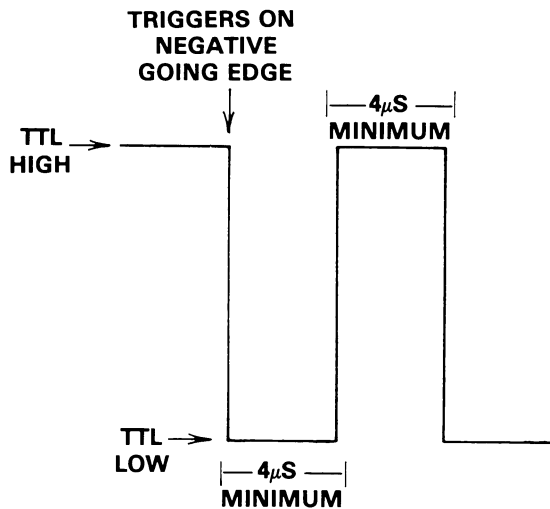 TRIGGERS ON
NEGATIVE
GOING EDGE
4μS
MINIMUM
TTL
HIGH
TTL
LOW
4μS
MINIMUM